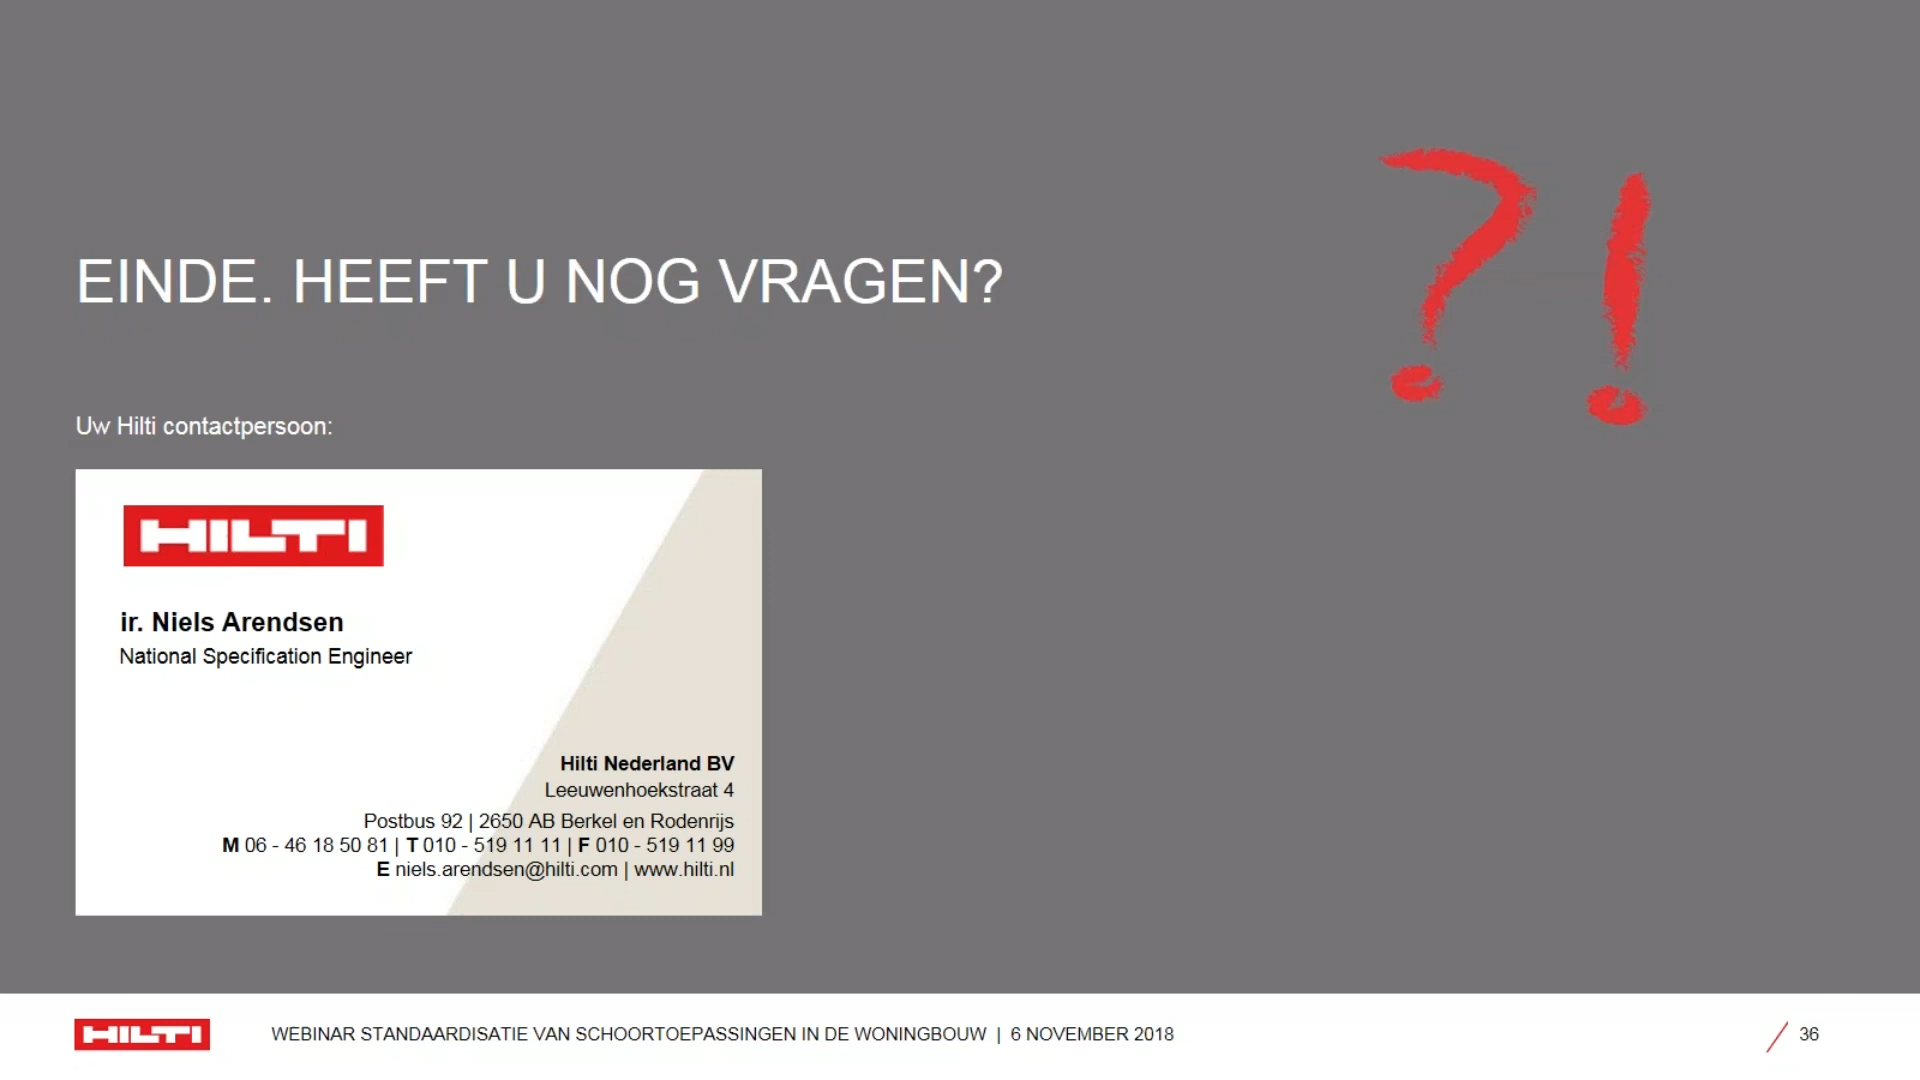 ?!
EINDE. HEEFT U NOG VRAGEN?
Uw Hilti contactpersoon:
HILTI
ir. Niels Arendsen
National Specification Engineer
Hilti Nederland BV
Leeuwenhoekstraat 4
Postbus 92 | 2650 AB Berkel en Rodenrijs
M 06 - 46 18 50 81 | T 010 - 519 11 11 | F 010 - 519 11 99
E niels.arendsen@hilti.com | www.hilti.nl
HILTI WEBINAR STANDAARDISATIE VAN SCHOORTOEPASSINGEN IN DE WONINGBOUW | 6 NOVEMBER 2018 / 36